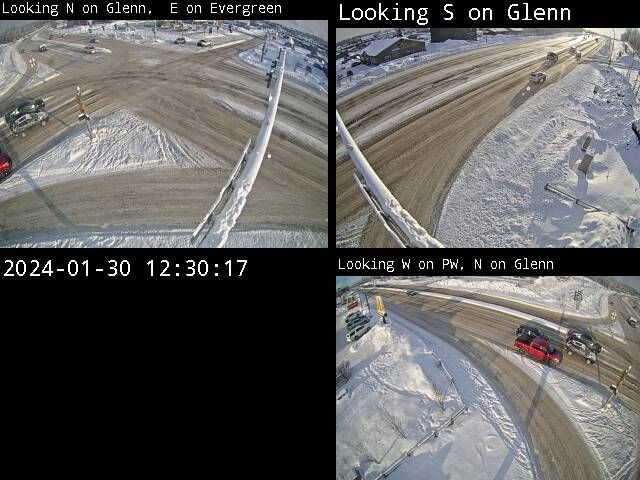 Looking N on Glenn,  E on Evergreen
Looking S on Glenn
2024-01-30 12:30:17
Looking W on PW, N on Glenn